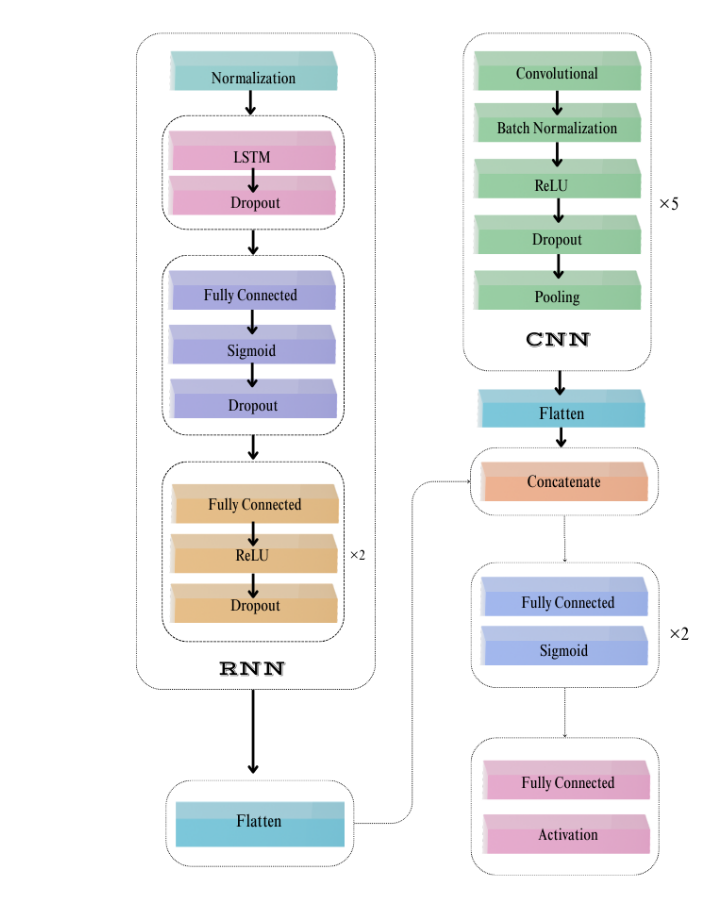 Normalization
LSTM
Dropout
Fully Connected
Sigmoid
Dropout
Fully Connected
ReLU
×2
Dropout
RNN
Flatten
Convolutional
Batch Normalization
ReLU
×5
Dropout
Pooling
CNN
Flatten
Concatenate
Fully Connected
×2
Sigmoid
Fully Connected
Activation